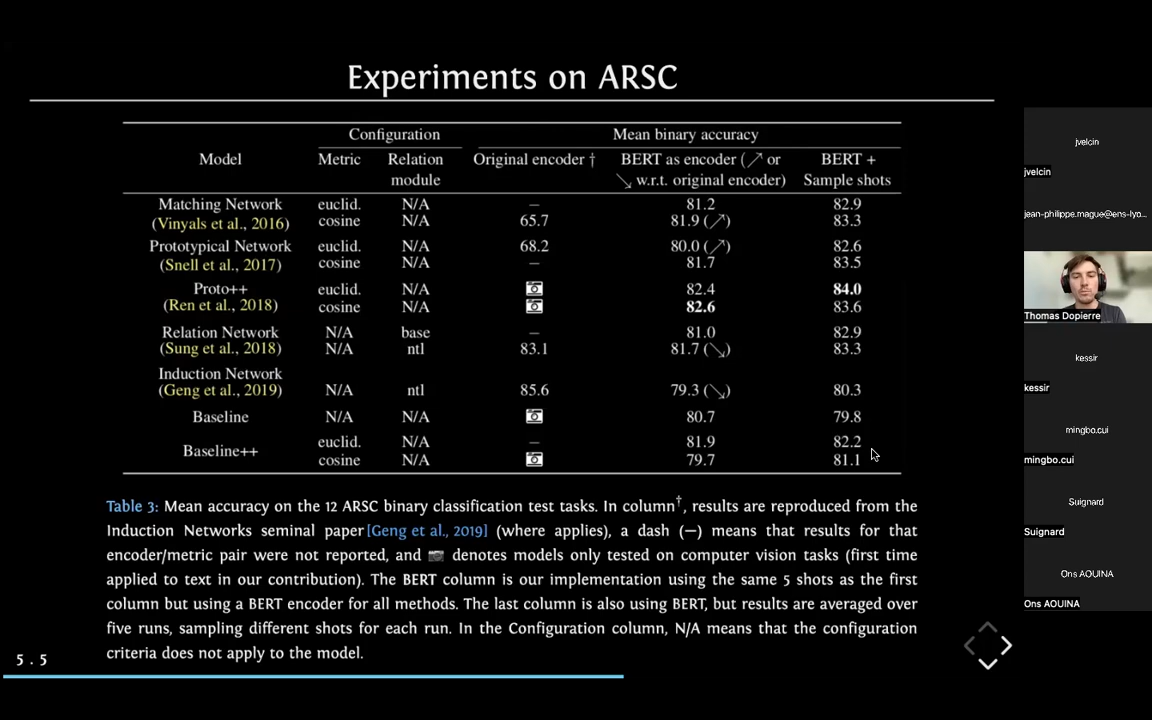 Experiments on ARSC
Configuration Mean binary accuracy
Model Metric Relation Original encoder † BERT as encoder (↗ or BERT +
module ↘ w.r.t. original encoder) Sample shots
Matching Network euclid. N/A – 81.2 82.9
(Vinyals et al., 2016) cosine N/A 65.7 81.9 (↗) 83.3
Prototypical Network euclid. N/A 68.2 80.0 (↗) 82.6
(Snell et al., 2017) cosine N/A – 81.7 83.5
Proto++ euclid. N/A 82.4 84.0
(Ren et al., 2018) cosine N/A 82.6 83.6
Relation Network N/A base – 81.0 82.9
(Sung et al., 2018) N/A ntl 83.1 81.7 (↘) 83.3
Induction Network
(Geng et al., 2019) N/A ntl 85.6 79.3 (↘) 80.3
Baseline N/A N/A 80.7 79.8
Baseline++ euclid. N/A – 81.9 82.2
cosine N/A 79.7 81.1
Table 3: Mean accuracy on the 12 ARSC binary classification test tasks. In column†, results are reproduced from the
Induction Networks seminal paper[Geng et al., 2019] (where applies), a dash (—) means that results for that
encoder/metric pair were not reported, and 📷 denotes models only tested on computer vision tasks (first time
applied to text in our contribution). The BERT column is our implementation using the same 5 shots as the first
column but using a BERT encoder for all methods. The last column is also using BERT, but results are averaged over
five runs, sampling different shots for each run. In the Configuration column, N/A means that the configuration
criteria does not apply to the model.
5 . 5
jvelcin
jvelcin
jean-philippe.mague@ens-lyo...
Thomas Dopierre
kessir
kessir
mingbo.cui
mingbo.cui
Suignard
Suignard
Ons AOUINA
Ons AOUINA